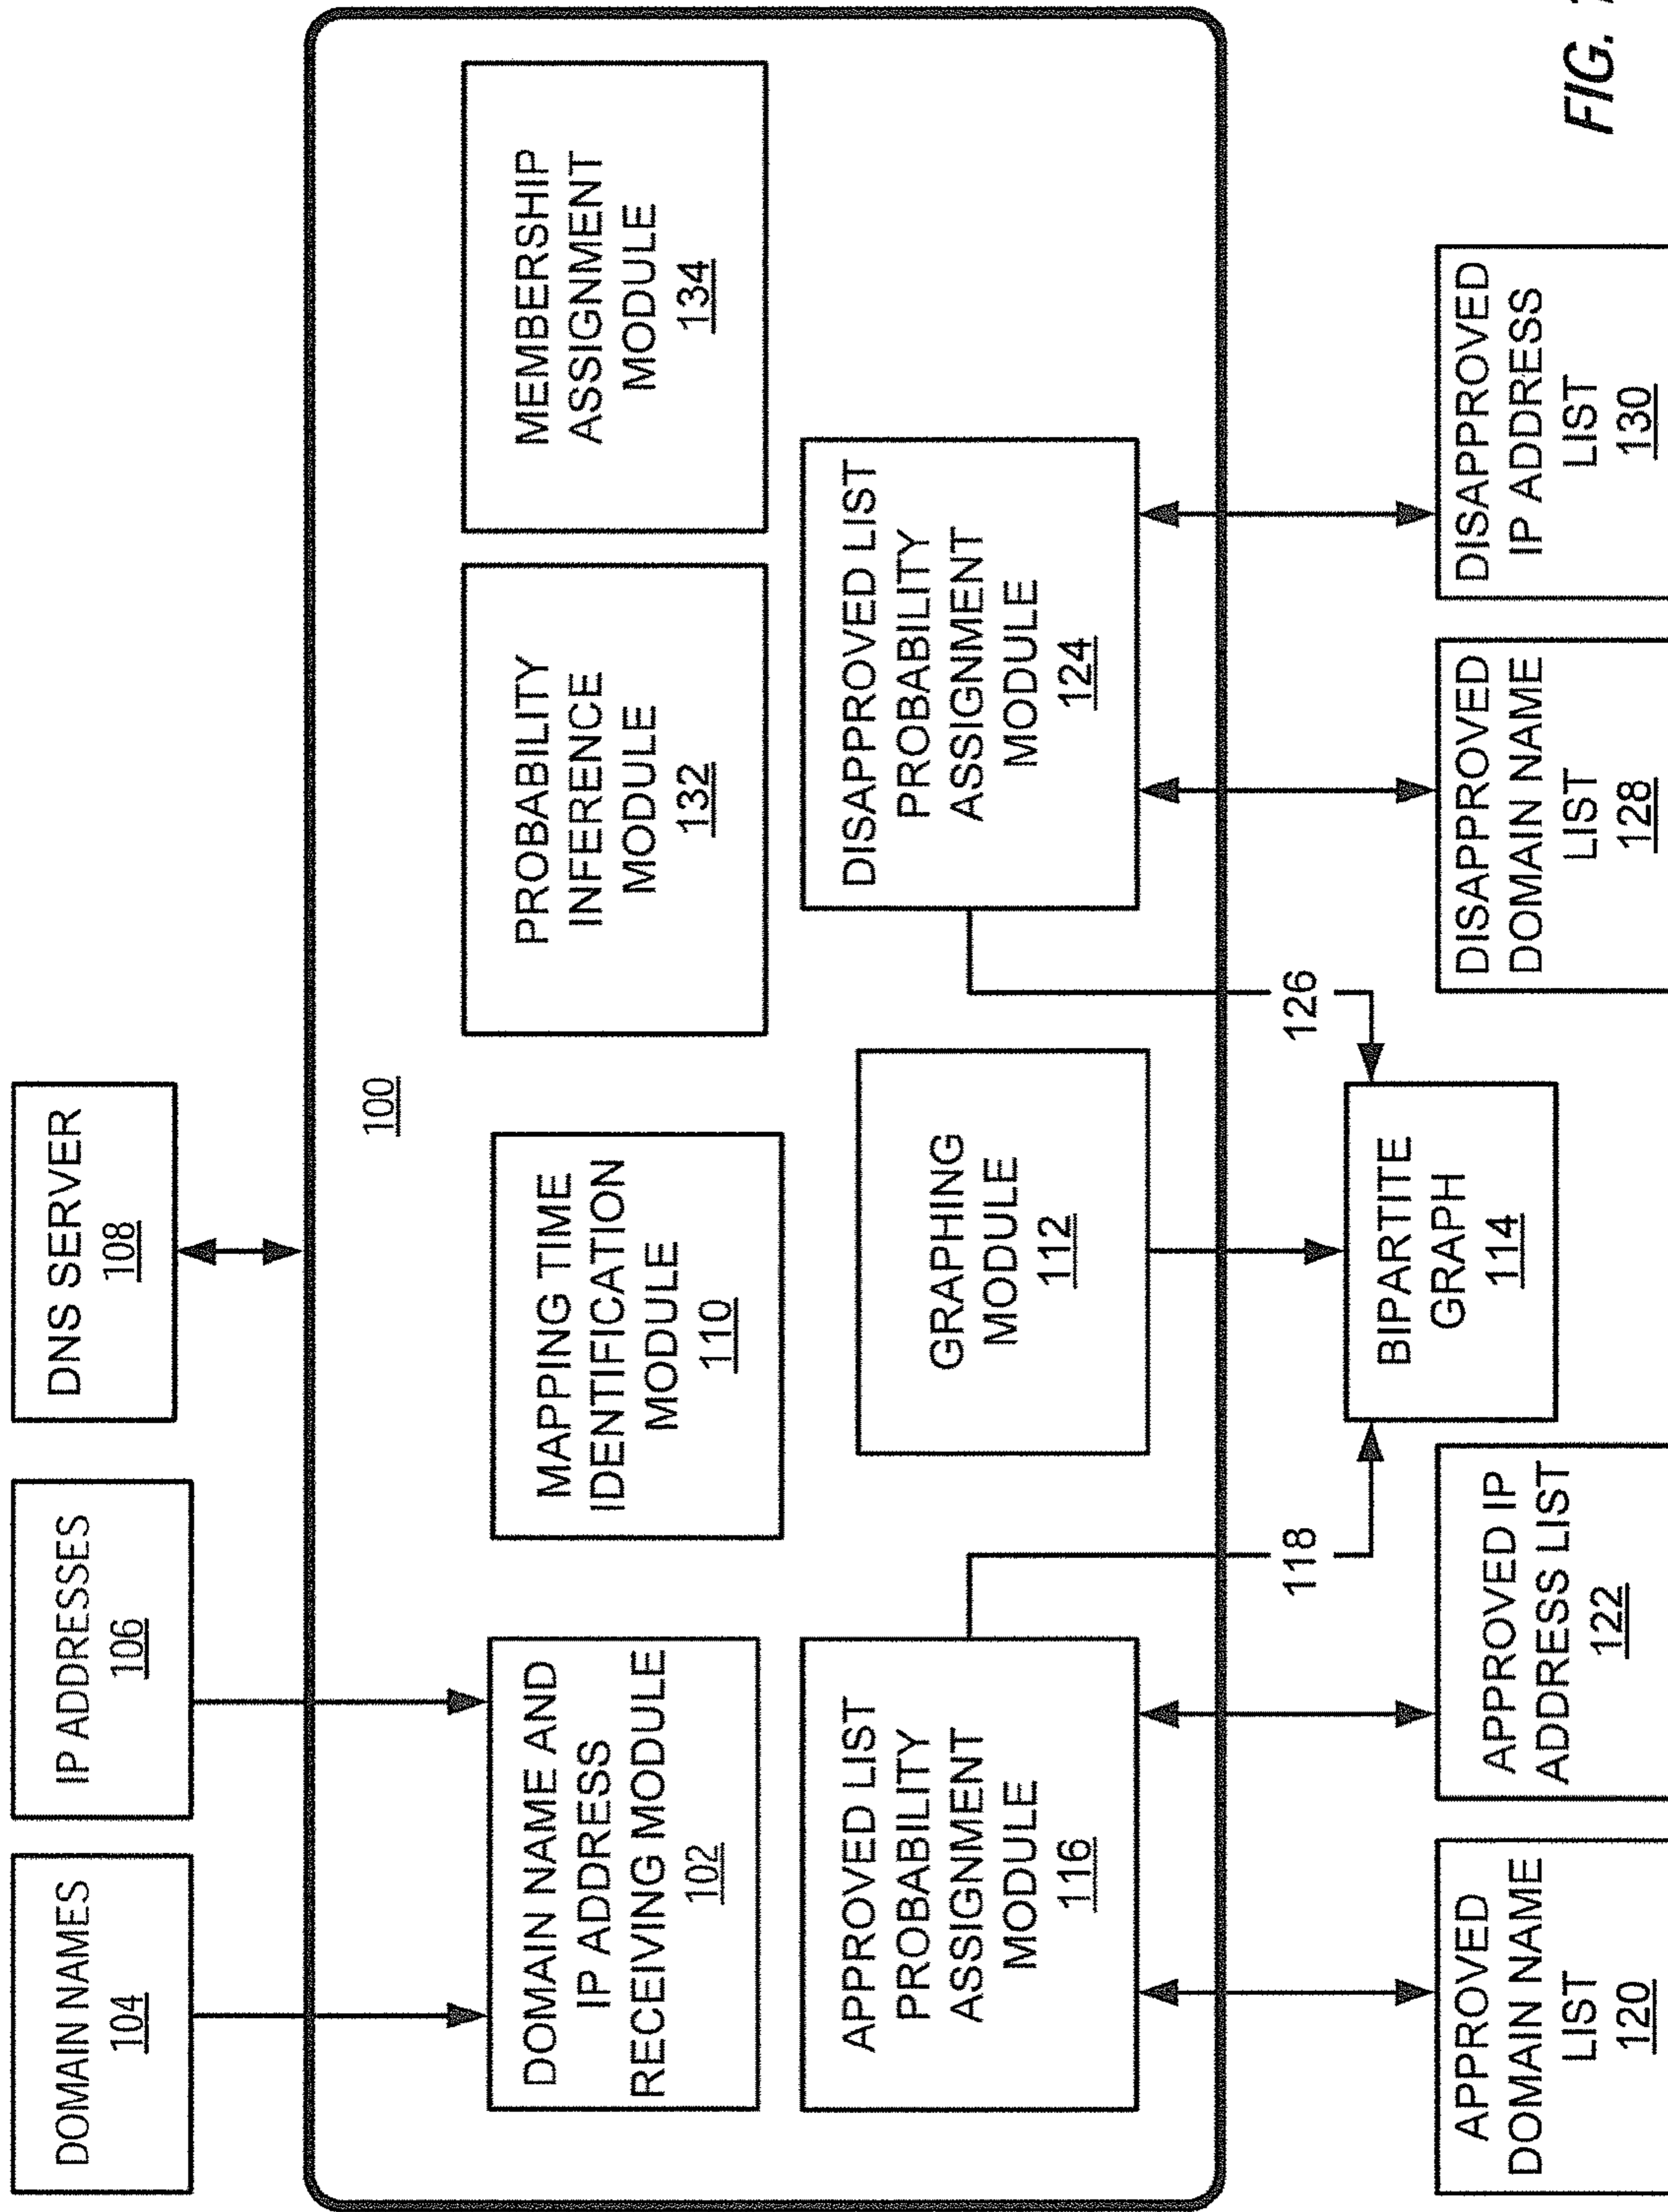 DOMAIN NAMES
104
IP ADDRESSES
106
DNS SERVER
108
100
DOMAIN NAME AND
IP ADDRESS
RECEIVING MODULE
102
MAPPING TIME
IDENTIFICATION
MODULE
110
PROBABILITY
INFERENCE
MODULE
132
MEMBERSHIP
ASSIGNMENT
MODULE
134
APPROVED LIST
PROBABILITY
ASSIGNMENT
MODULE
116
GRAPHING
MODULE
112
DISAPPROVED LIST
PROBABILITY
ASSIGNMENT
MODULE
124
118
126
APPROVED
DOMAIN NAME
LIST
120
APPROVED IP
ADDRESS LIST
122
BIPARTITE
GRAPH
114
DISAPPROVED
DOMAIN NAME
LIST
128
DISAPPROVED
IP ADDRESS
LIST
130
FIG.